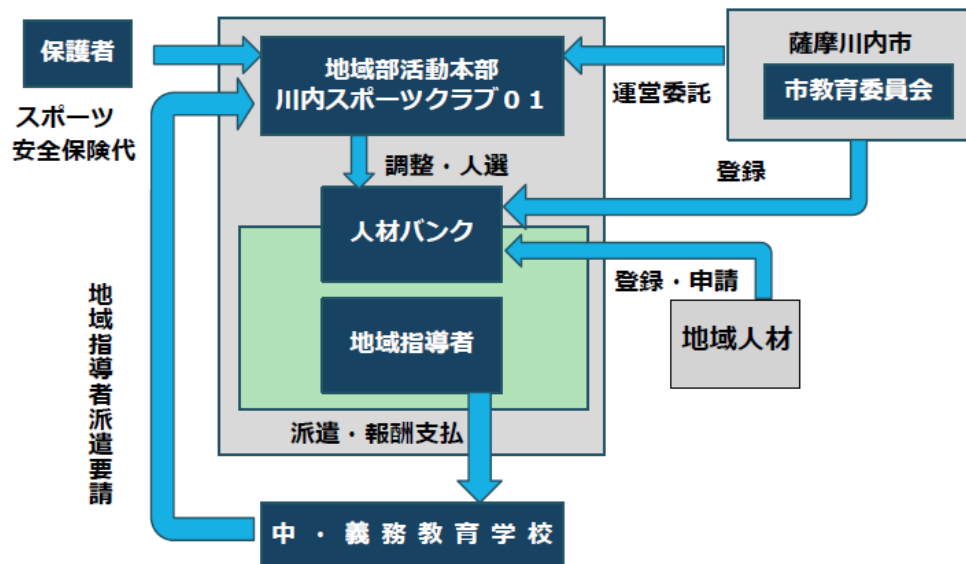 保護者
スポーツ
安全保険代
地域部活動本部
川内スポーツクラブ０１
運営委託
薩摩川内市
市教育委員会
調整・人選
登録
人材バンク
登録・申請
地域人材
地域指導者
地域指導者派遣要請
派遣・報酬支払
中・義務教育学校